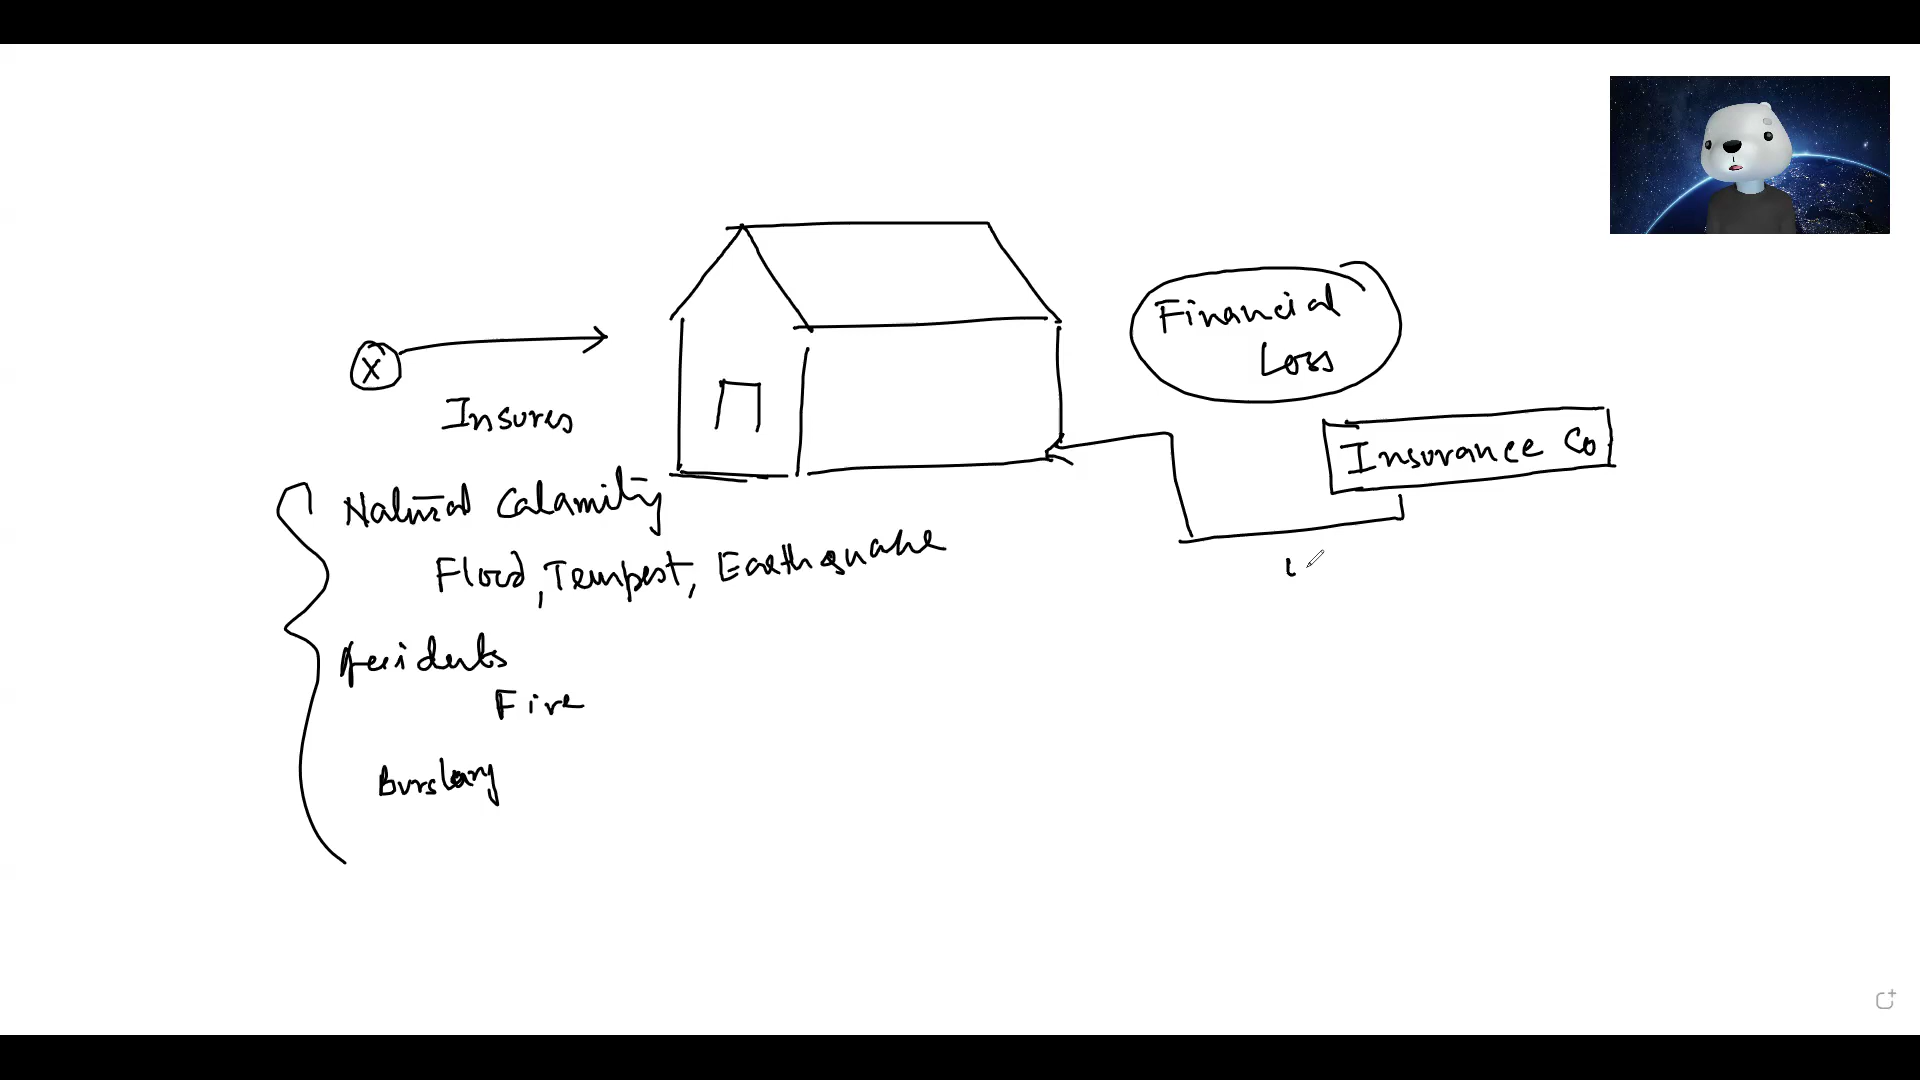 X
Insures
Financial
Loss
Insurance Co
Natural Calamity
Flood, Tempest, Earthquake
Accidents
Fire
Burglary